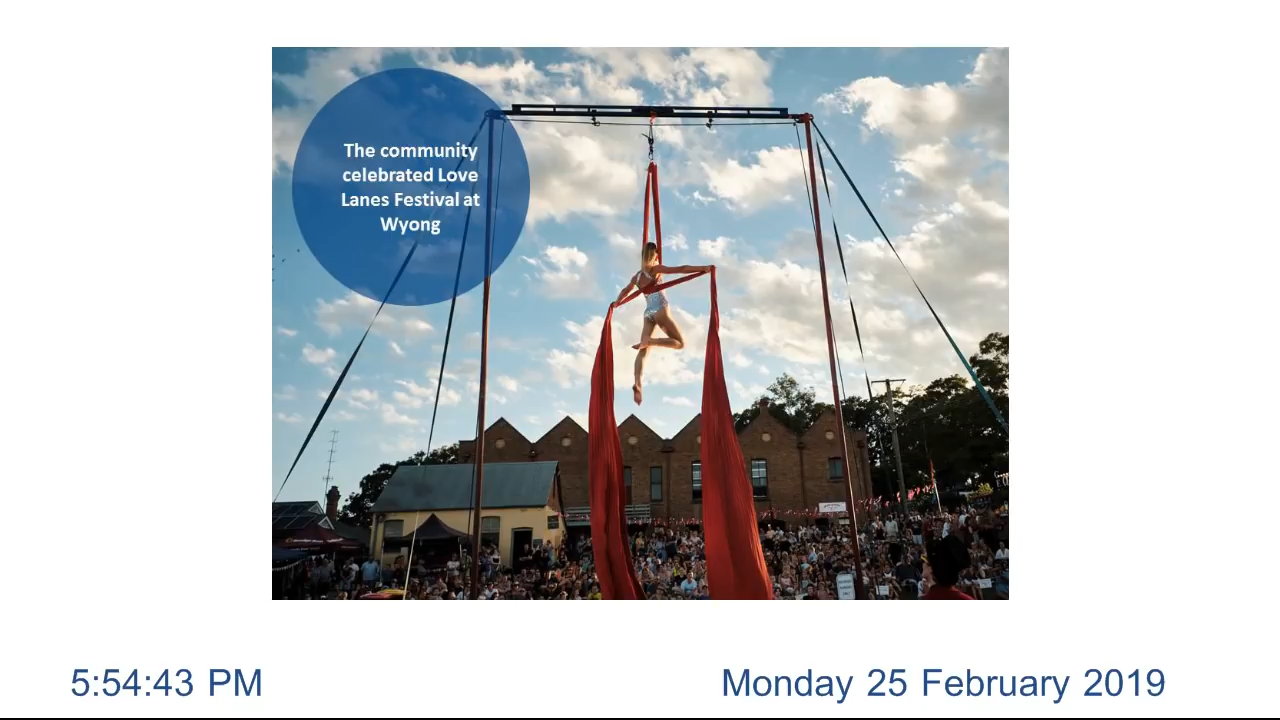 The community
celebrated Love
Lanes Festival at
Wyong
5:54:43 PM
Monday 25 February 2019